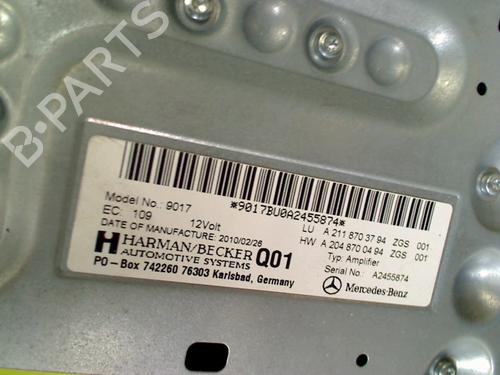 B-PARTS
*9017BU0A2455874*
Model No.: 9017
EC: 109 12Volt
DATE OF MANUFACTURE: 2010/02/26
HARMAN/BECKER Q01
AUTOMOTIVE SYSTEMS
PO-Box 742260 76303 Karlsbad, Germany
LU A 211 870 37 94 ZGS 001
HW A 204 870 04 94 ZGS 001
Typ: Amplifier
Serial No.: A2455874
Mercedes-Benz